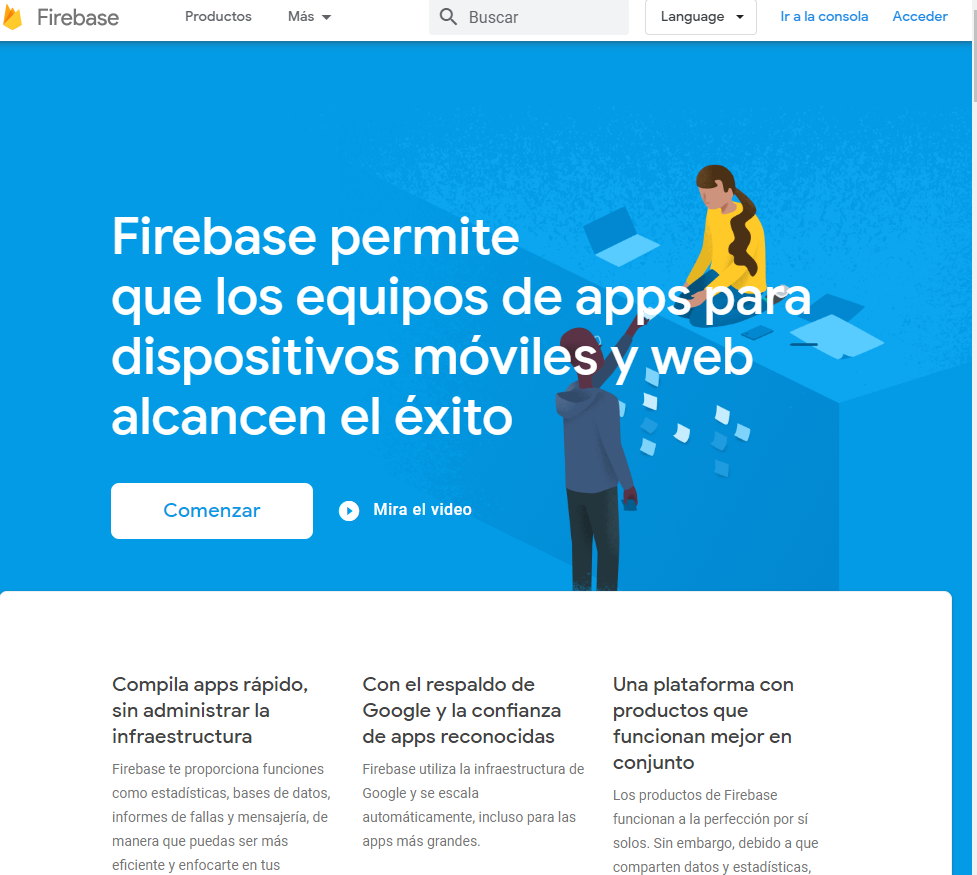 Firebase
Productos
Más
Buscar
Language
Ir a la consola
Acceder
Firebase permite
que los equipos de apps para
dispositivos móviles y web
alcancen el éxito
Comenzar
Mira el video
Compila apps rápido,
sin administrar la
infraestructura
Firebase te proporciona funciones
como estadísticas, bases de datos,
informes de fallas y mensajería, de
manera que puedas ser más
eficiente y enfocarte en tus
Con el respaldo de
Google y la confianza
de apps reconocidas
Firebase utiliza la infraestructura de
Google y se escala
automáticamente, incluso para las
apps más grandes.
Una plataforma con
productos que
funcionan mejor en
conjunto
Los productos de Firebase
funcionan a la perfección por sí
solos. Sin embargo, debido a que
comparten datos y estadísticas,